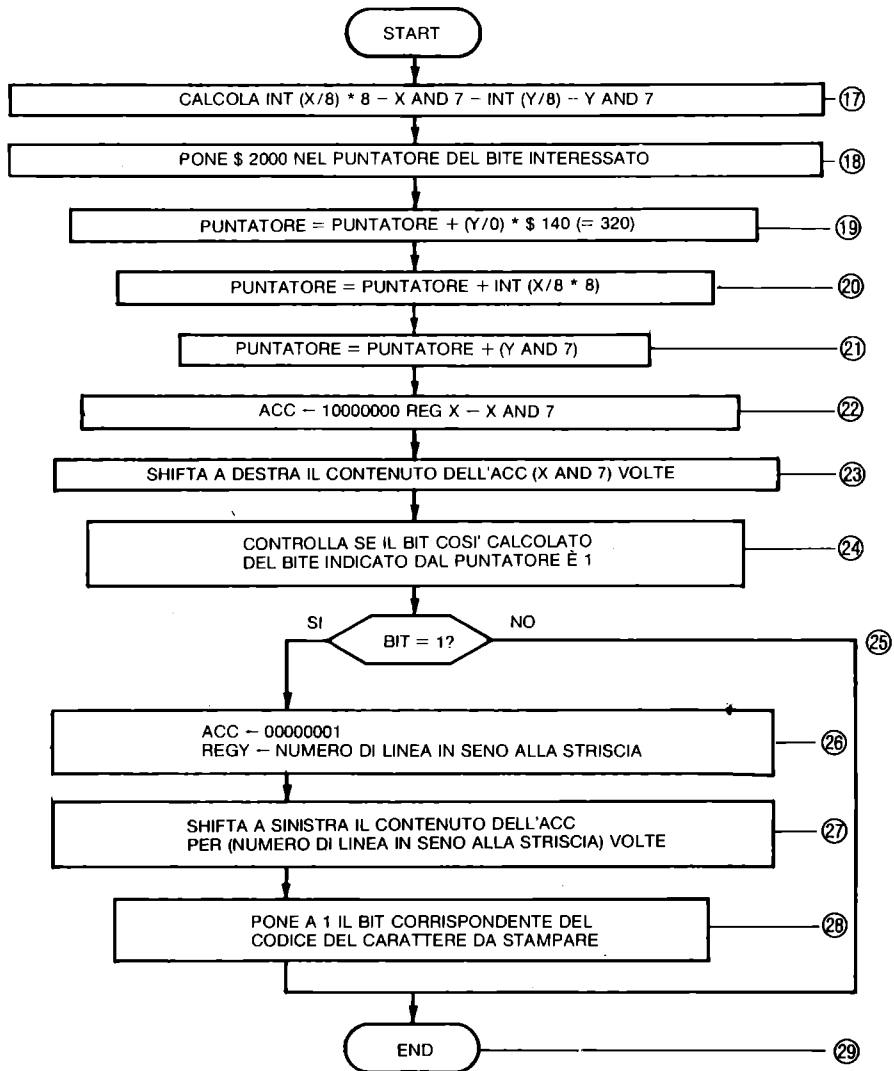 START
CALCOLA INT (X/8) * 8 – X AND 7 – INT (Y/8) – Y AND 7
⑰
PONE $ 2000 NEL PUNTATORE DEL BITE INTERESSATO
⑱
PUNTATORE = PUNTATORE + (Y/0) * $ 140 (= 320)
⑲
PUNTATORE = PUNTATORE + INT (X/8 * 8)
⑳
PUNTATORE = PUNTATORE + (Y AND 7)
㉑
ACC – 10000000 REG X – X AND 7
㉒
SHIFTA A DESTRA IL CONTENUTO DELL'ACC (X AND 7) VOLTE
㉓
CONTROLLA SE IL BIT COSI' CALCOLATO
DEL BITE INDICATO DAL PUNTATORE È 1
㉔
SI
NO
BIT = 1?
㉕
ACC – 00000001
REGY – NUMERO DI LINEA IN SENO ALLA STRISCIA
㉖
SHIFTA A SINISTRA IL CONTENUTO DELL'ACC
PER (NUMERO DI LINEA IN SENO ALLA STRISCIA) VOLTE
㉗
PONE A 1 IL BIT CORRISPONDENTE DEL
CODICE DEL CARATTERE DA STAMPARE
㉘
END
㉙